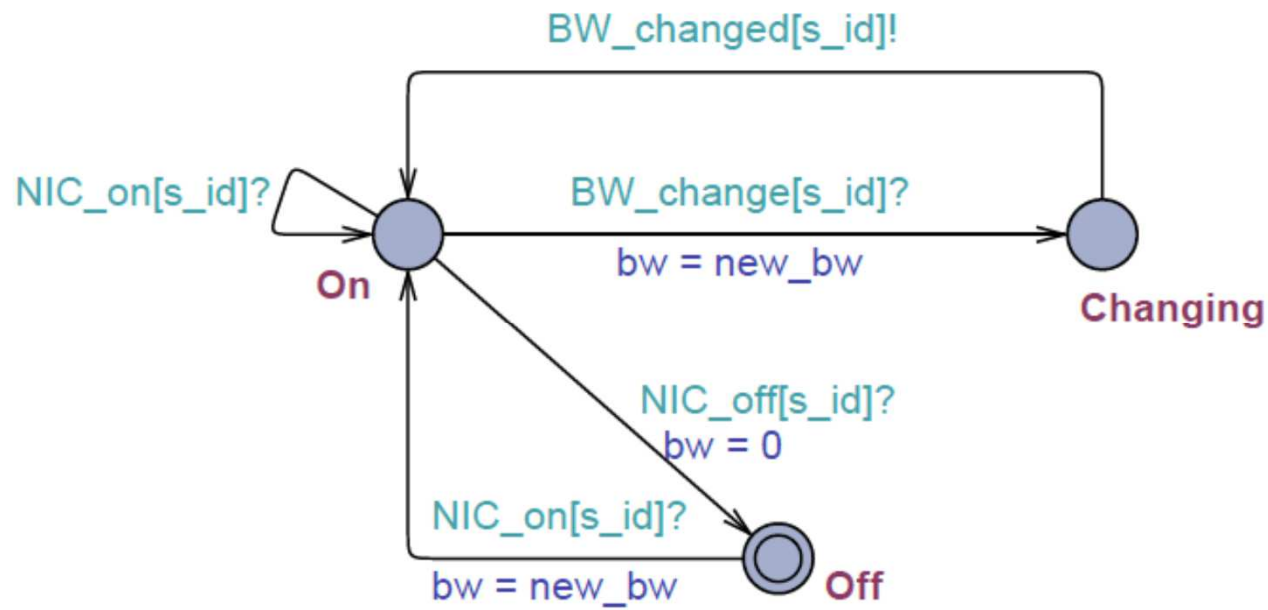 BW_changed[s_id]!
NIC_on[s_id]?
BW_change[s_id]?
bw = new_bw
On
Changing
NIC_off[s_id]?
bw = 0
NIC_on[s_id]?
bw = new_bw
Off